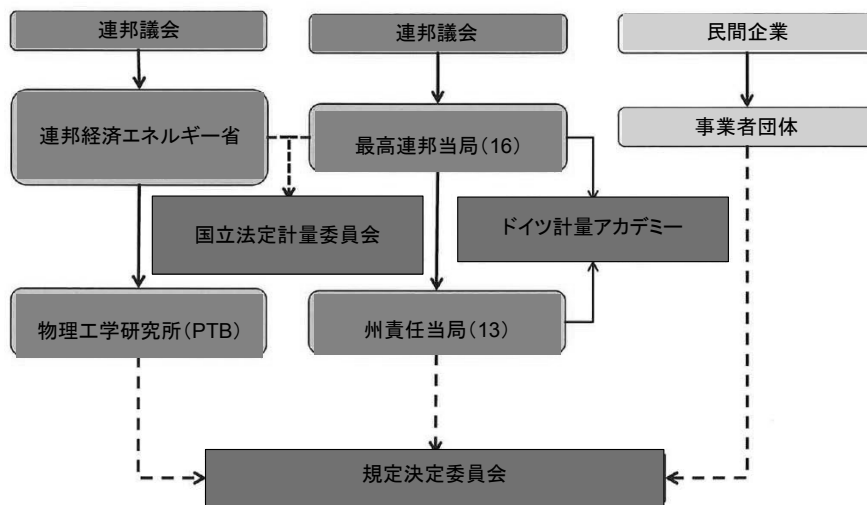 連邦議会
連邦議会
民間企業
連邦経済エネルギー省
最高連邦当局(16)
事業者団体
国立法定計量委員会
ドイツ計量アカデミー
物理工学研究所(PTB)
州責任当局(13)
規定決定委員会